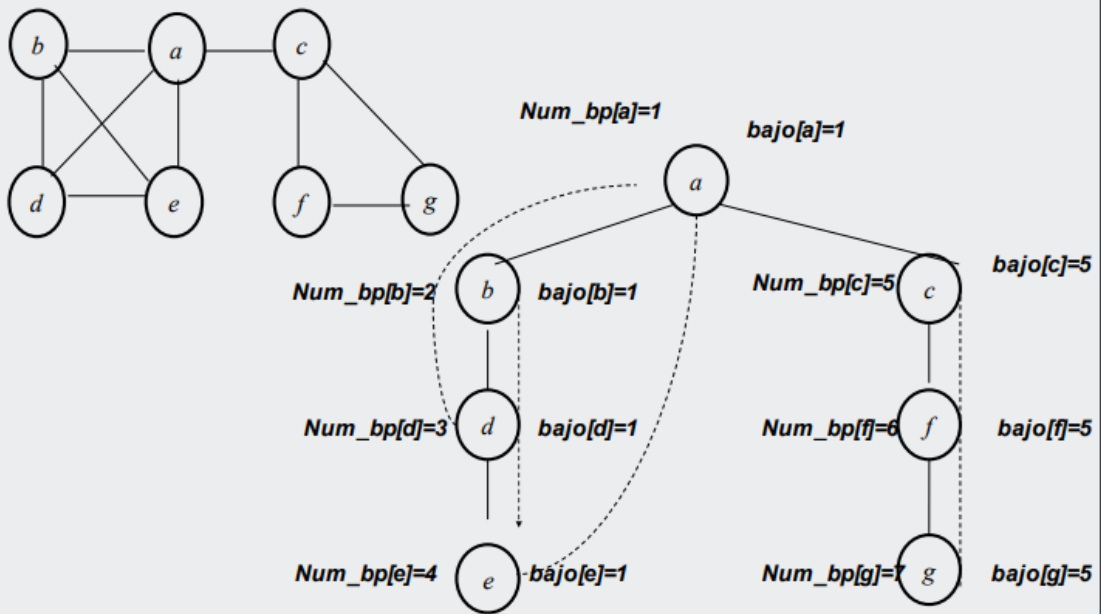 b a c
d e f g
Num_bp[a]=1 bajo[a]=1
a
Num_bp[b]=2 b bajo[b]=1
Num_bp[c]=5 c bajo[c]=5
Num_bp[d]=3 d bajo[d]=1
Num_bp[f]=6 f bajo[f]=5
Num_bp[e]=4 e bajo[e]=1
Num_bp[g]=7 g bajo[g]=5